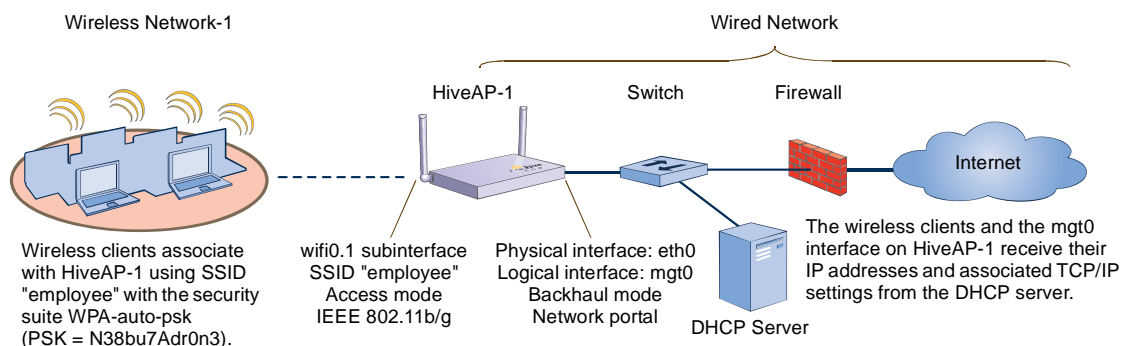 Wireless Network-1
Wired Network
HiveAP-1
Switch
Firewall
Internet
Wireless clients associate
with HiveAP-1 using SSID
"employee" with the security
suite WPA-auto-psk
(PSK = N38bu7Adr0n3).
wifi0.1 subinterface
SSID "employee"
Access mode
IEEE 802.11b/g
Physical interface: eth0
Logical interface: mgt0
Backhaul mode
Network portal
DHCP Server
The wireless clients and the mgt0
interface on HiveAP-1 receive their
IP addresses and associated TCP/IP
settings from the DHCP server.